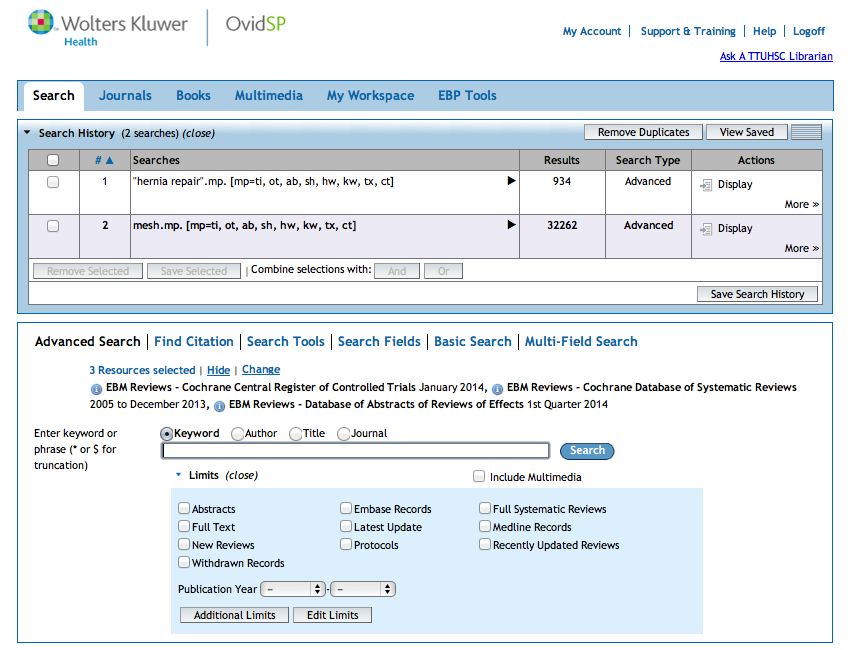 Wolters Kluwer
Health
OvidSP
My Account | Support & Training | Help | Logoff
Ask A TTUHSC Librarian
Search Journals Books Multimedia My Workspace EBP Tools
Search History (2 searches) (close)
Remove Duplicates View Saved
# ▲ Searches Results Search Type Actions
1 "hernia repair".mp. [mp=ti, ot, ab, sh, hw, kw, tx, ct] 934 Advanced Display
More »
2 mesh.mp. [mp=ti, ot, ab, sh, hw, kw, tx, ct] 32262 Advanced Display
More »
Remove Selected Save Selected | Combine selections with: And Or
Save Search History
Advanced Search | Find Citation | Search Tools | Search Fields | Basic Search | Multi-Field Search
3 Resources selected | Hide | Change
EBM Reviews - Cochrane Central Register of Controlled Trials January 2014, EBM Reviews - Cochrane Database of Systematic Reviews
2005 to December 2013, EBM Reviews - Database of Abstracts of Reviews of Effects 1st Quarter 2014
Enter keyword or
phrase (* or $ for
truncation)
Keyword Author Title Journal
Search
Limits (close) Include Multimedia
Abstracts Embase Records Full Systematic Reviews
Full Text Latest Update Medline Records
New Reviews Protocols Recently Updated Reviews
Withdrawn Records
Publication Year - - -
Additional Limits Edit Limits